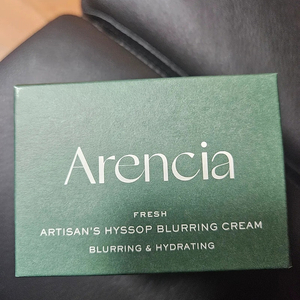 Arencia
FRESH
ARTISAN'S HYSSOP BLURRING CREAM
BLURRING & HYDRATING